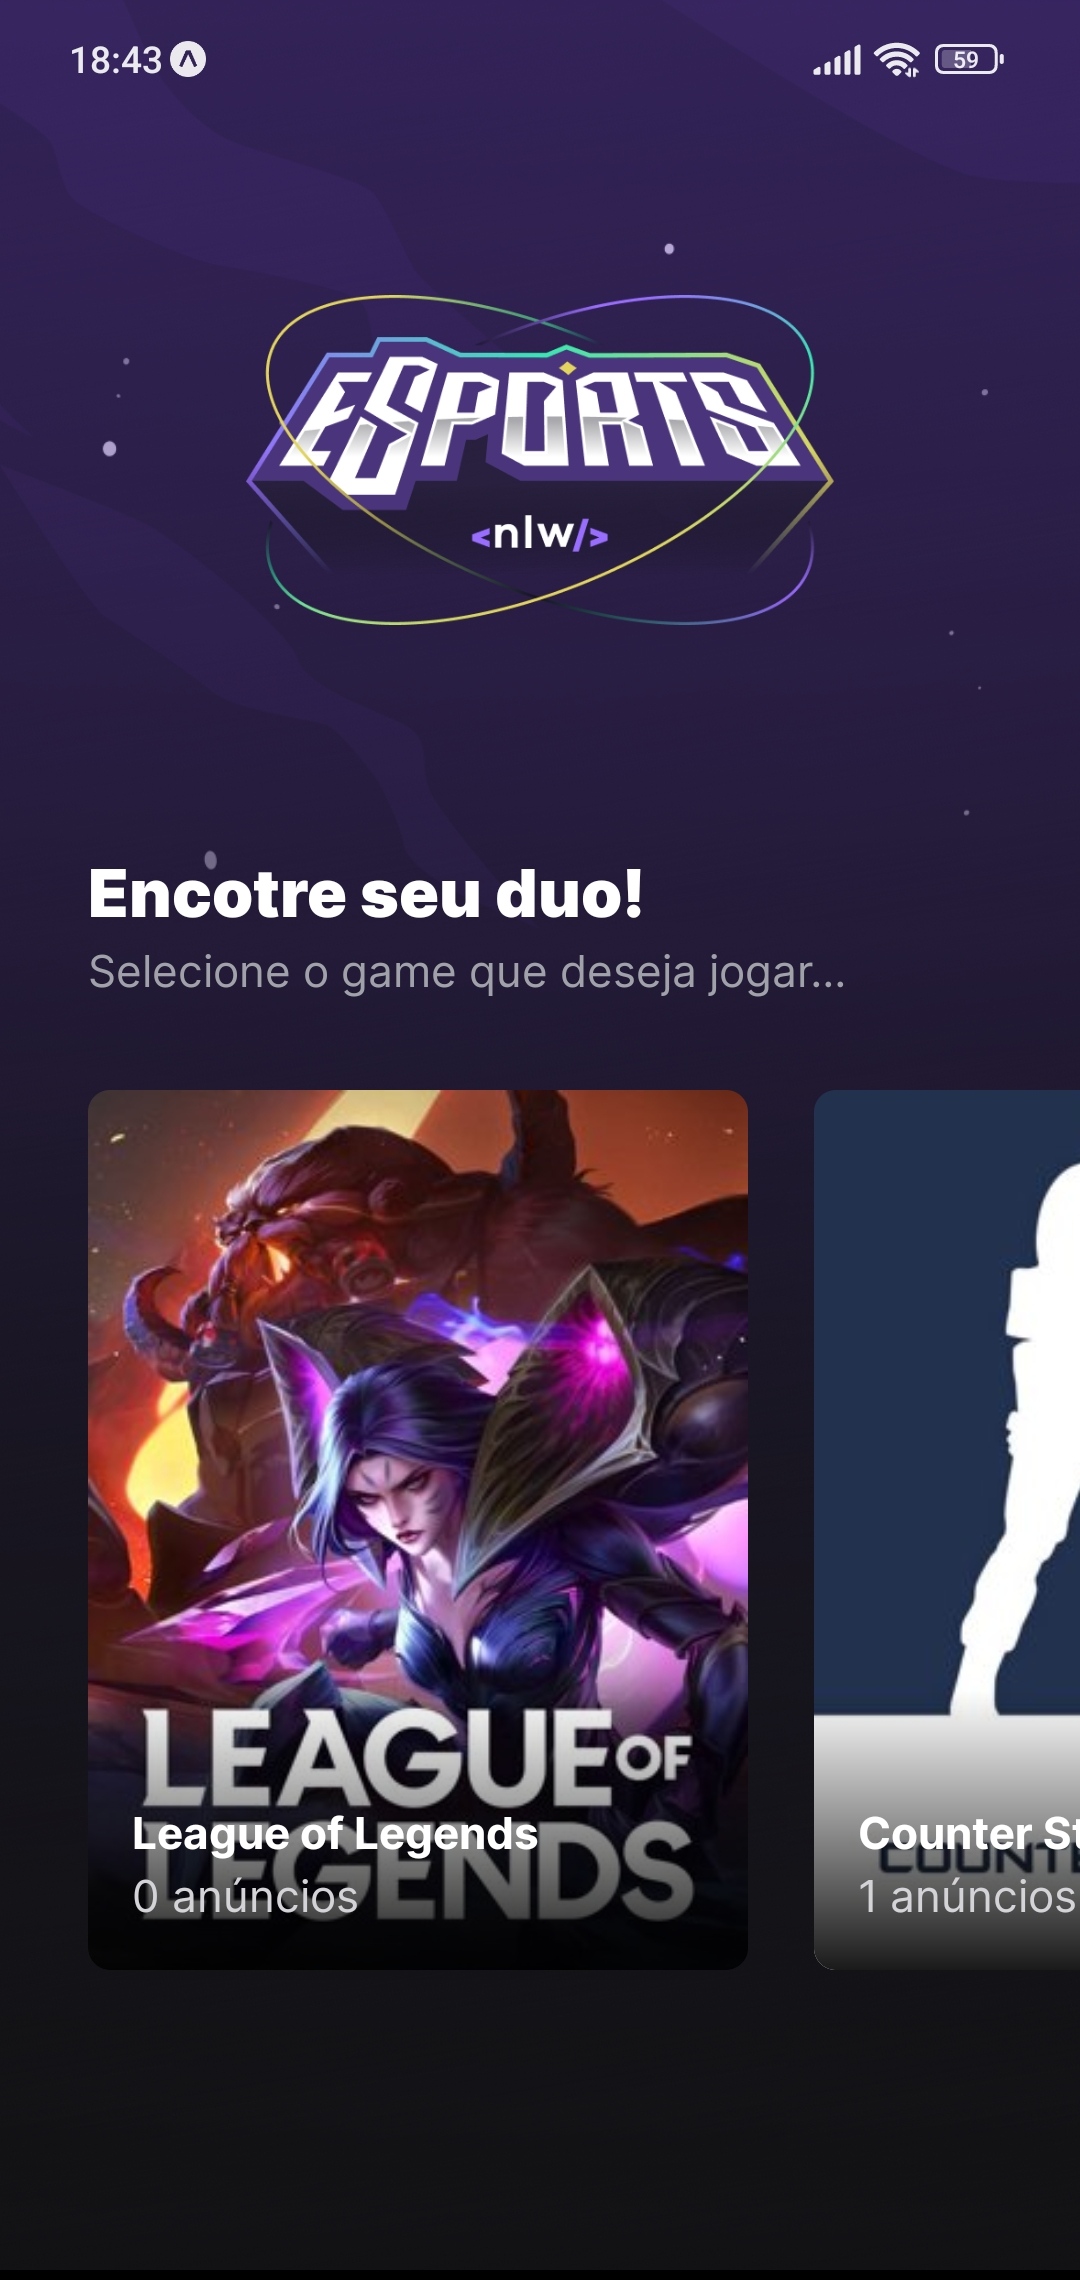 18:43
59
ESPORTS
<nlw/>
Encotre seu duo!
Selecione o game que deseja jogar...
LEAGUE OF
LEGENDS
League of Legends
0 anúncios
Counter St
COUNTE
1 anúncios